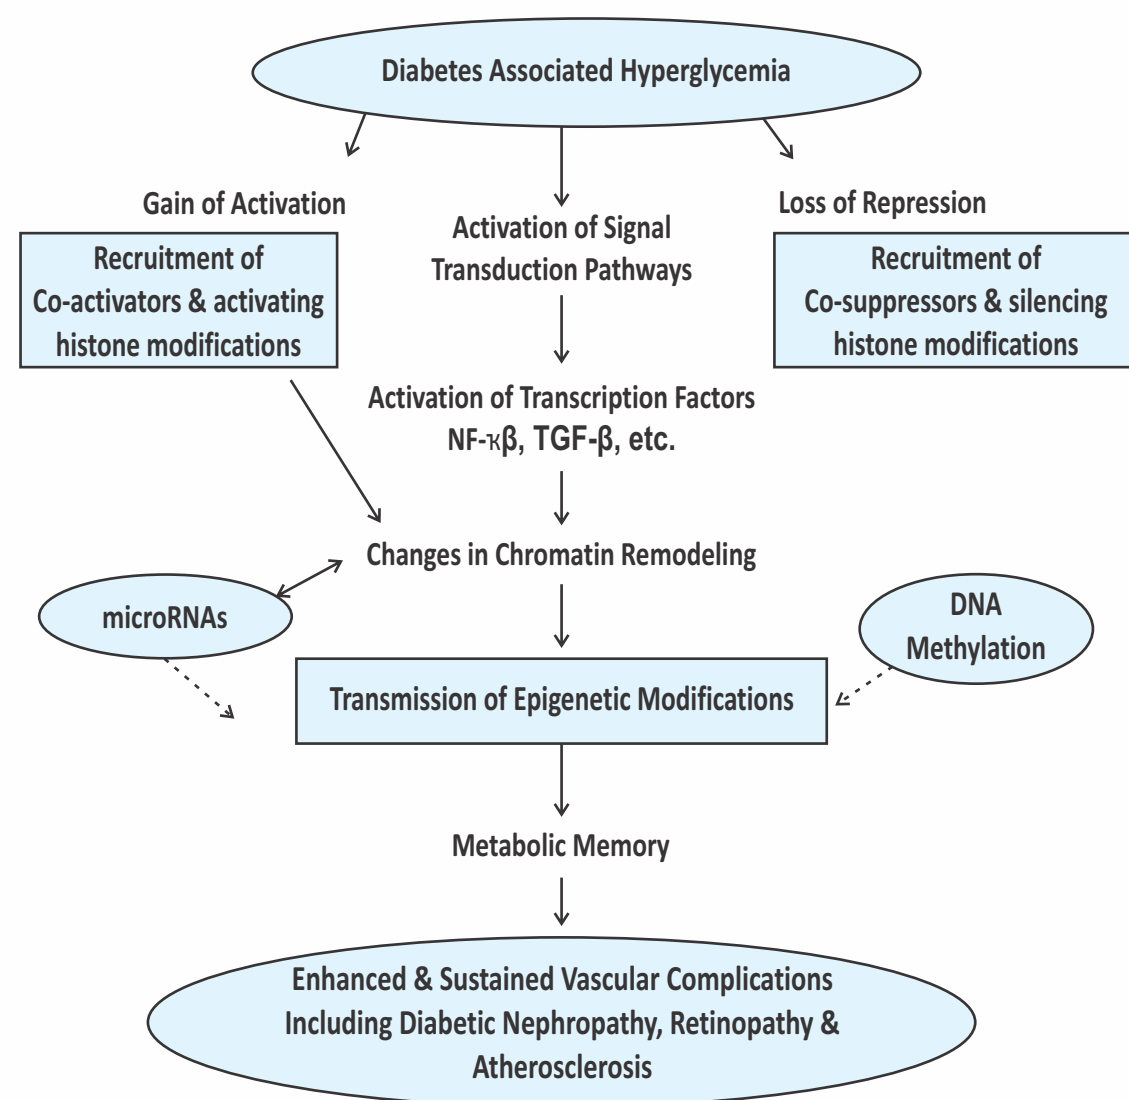 Diabetes Associated Hyperglycemia
Gain of Activation
Recruitment of
Co-activators & activating
histone modifications
Activation of Signal
Transduction Pathways
Loss of Repression
Recruitment of
Co-suppressors & silencing
histone modifications
Activation of Transcription Factors
NF-κβ, TGF-β, etc.
Changes in Chromatin Remodeling
microRNAs
DNA
Methylation
Transmission of Epigenetic Modifications
Metabolic Memory
Enhanced & Sustained Vascular Complications
Including Diabetic Nephropathy, Retinopathy &
Atherosclerosis